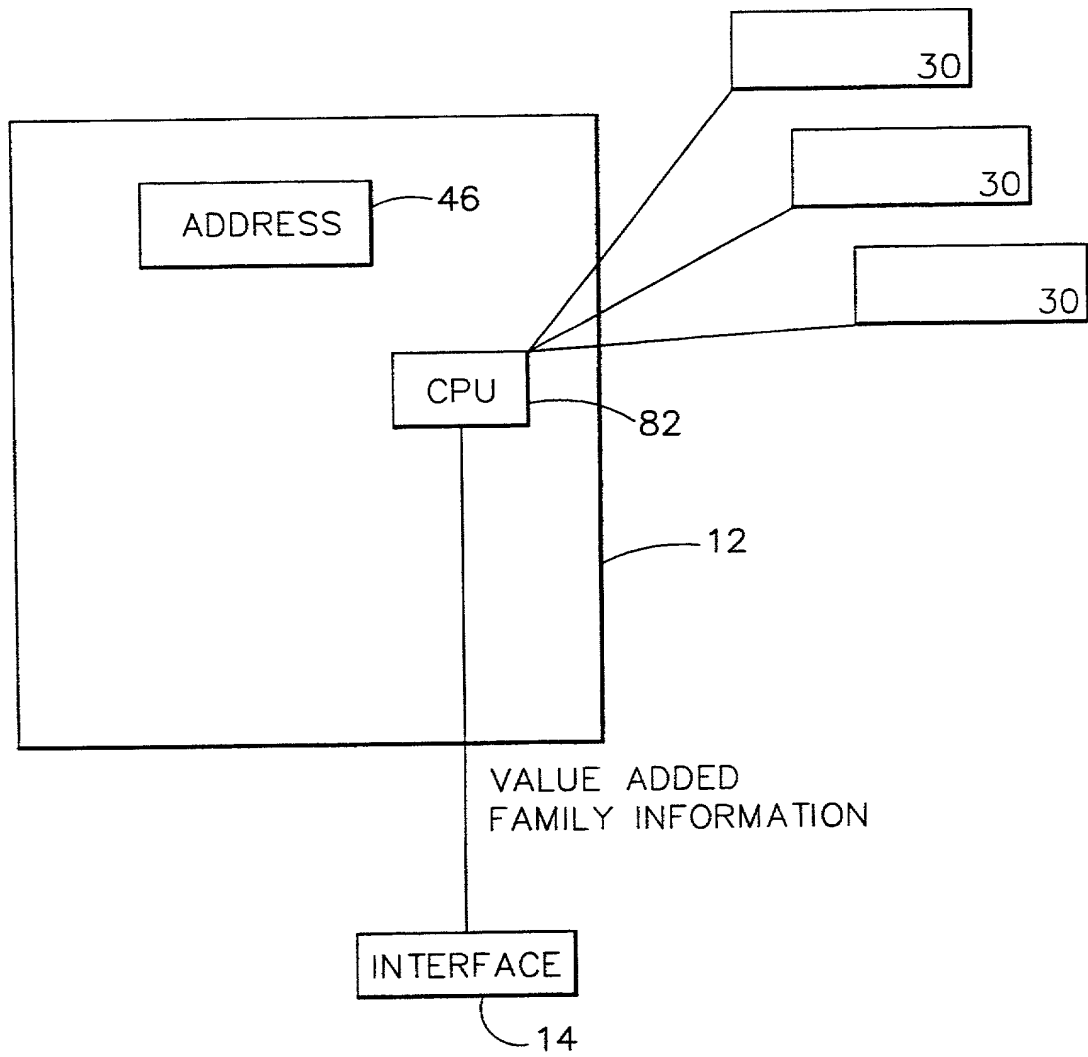 30
30
ADDRESS
46
30
CPU
82
12
VALUE ADDED
FAMILY INFORMATION
INTERFACE
14